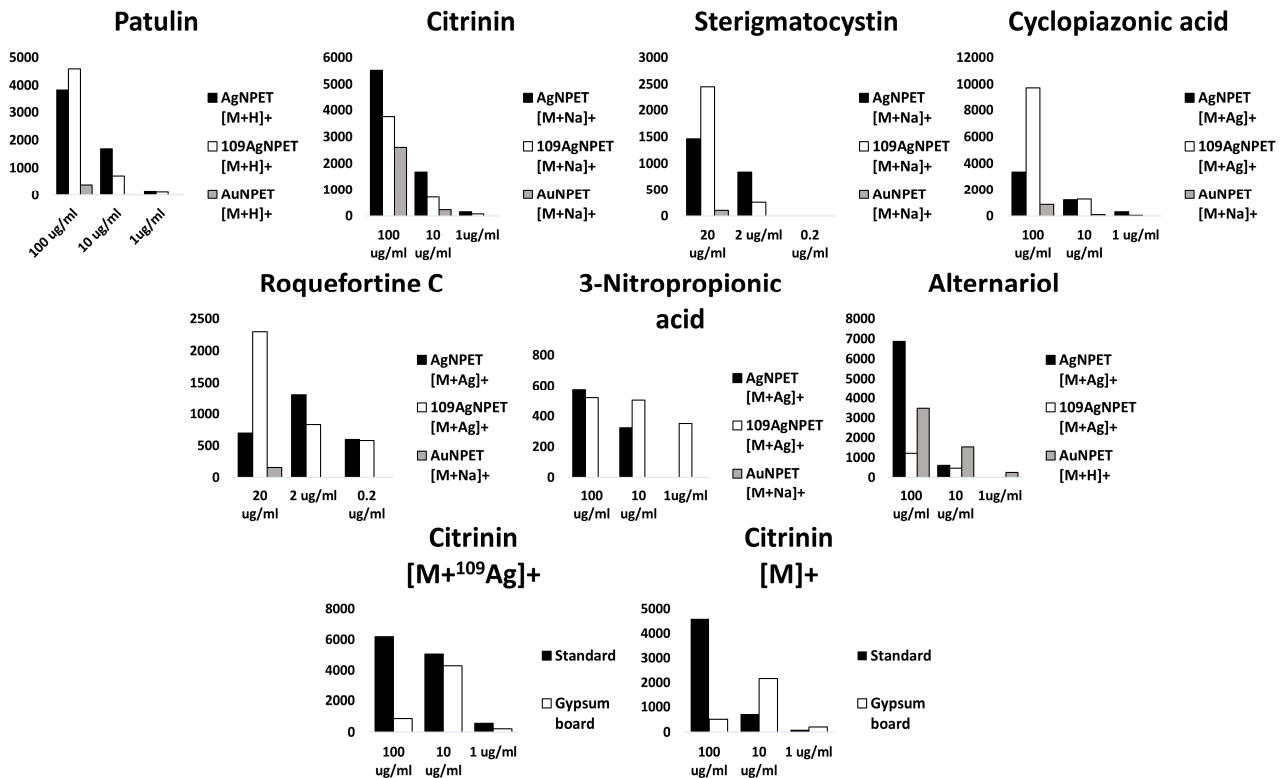 Patulin
5000
4000
3000
2000
1000
0
100 ug/ml
10 ug/ml
1ug/ml
AgNPET
[M+H]+
109AgNPET
[M+H]+
AuNPET
[M+H]+
Citrinin
6000
5000
4000
3000
2000
1000
0
100
ug/ml
10
ug/ml
1ug/ml
AgNPET
[M+Na]+
109AgNPET
[M+Na]+
AuNPET
[M+Na]+
Sterigmatocystin
3000
2500
2000
1500
1000
500
0
20
ug/ml
2 ug/ml
0.2
ug/ml
AgNPET
[M+Na]+
109AgNPET
[M+Na]+
AuNPET
[M+Na]+
Cyclopiazonic acid
12000
10000
8000
6000
4000
2000
0
100
ug/ml
10
ug/ml
1 ug/ml
AgNPET
[M+Ag]+
109AgNPET
[M+Ag]+
AuNPET
[M+Na]+
Roquefortine C
2500
2000
1500
1000
500
0
20
ug/ml
2 ug/ml
0.2
ug/ml
AgNPET
[M+Ag]+
109AgNPET
[M+Ag]+
AuNPET
[M+Na]+
3-Nitropropionic
acid
800
600
400
200
0
100
ug/ml
10
ug/ml
1ug/ml
AgNPET
[M+Ag]+
109AgNPET
[M+Ag]+
AuNPET
[M+Na]+
Alternariol
8000
7000
6000
5000
4000
3000
2000
1000
0
100
ug/ml
10
ug/ml
1ug/ml
AgNPET
[M+Ag]+
109AgNPET
[M+Ag]+
AuNPET
[M+H]+
Citrinin
[M+¹⁰⁹Ag]+
8000
6000
4000
2000
0
100
ug/ml
10
ug/ml
1 ug/ml
Standard
Gypsum
board
Citrinin
[M]+
5000
4000
3000
2000
1000
0
100
ug/ml
10
ug/ml
1 ug/ml
Standard
Gypsum
board